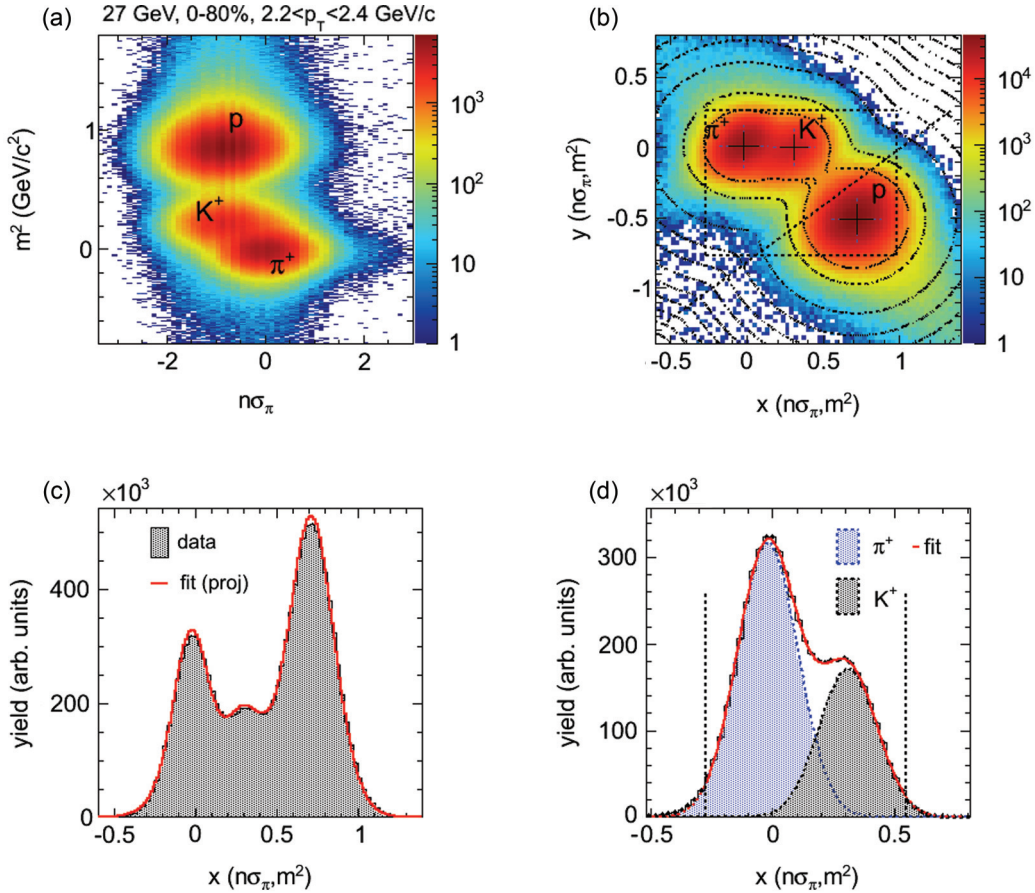 (a) 27 GeV, 0-80%, 2.2<p_T<2.4 GeV/c
m² (GeV/c²)
1
0
p
K⁺
π⁺
10³
10²
10
1
-2 0 2
nσ_π
(b)
y (nσ_π,m²)
0.5
0
-0.5
-1
π⁺ K⁺
p
10⁴
10³
10²
10
1
-0.5 0 0.5 1
x (nσ_π,m²)
(c) ×10³
yield (arb. units)
400
200
0
data
fit (proj)
-0.5 0 0.5 1
x (nσ_π,m²)
(d) ×10³
yield (arb. units)
300
200
100
0
π⁺ fit
K⁺
-0.5 0 0.5
x (nσ_π,m²)